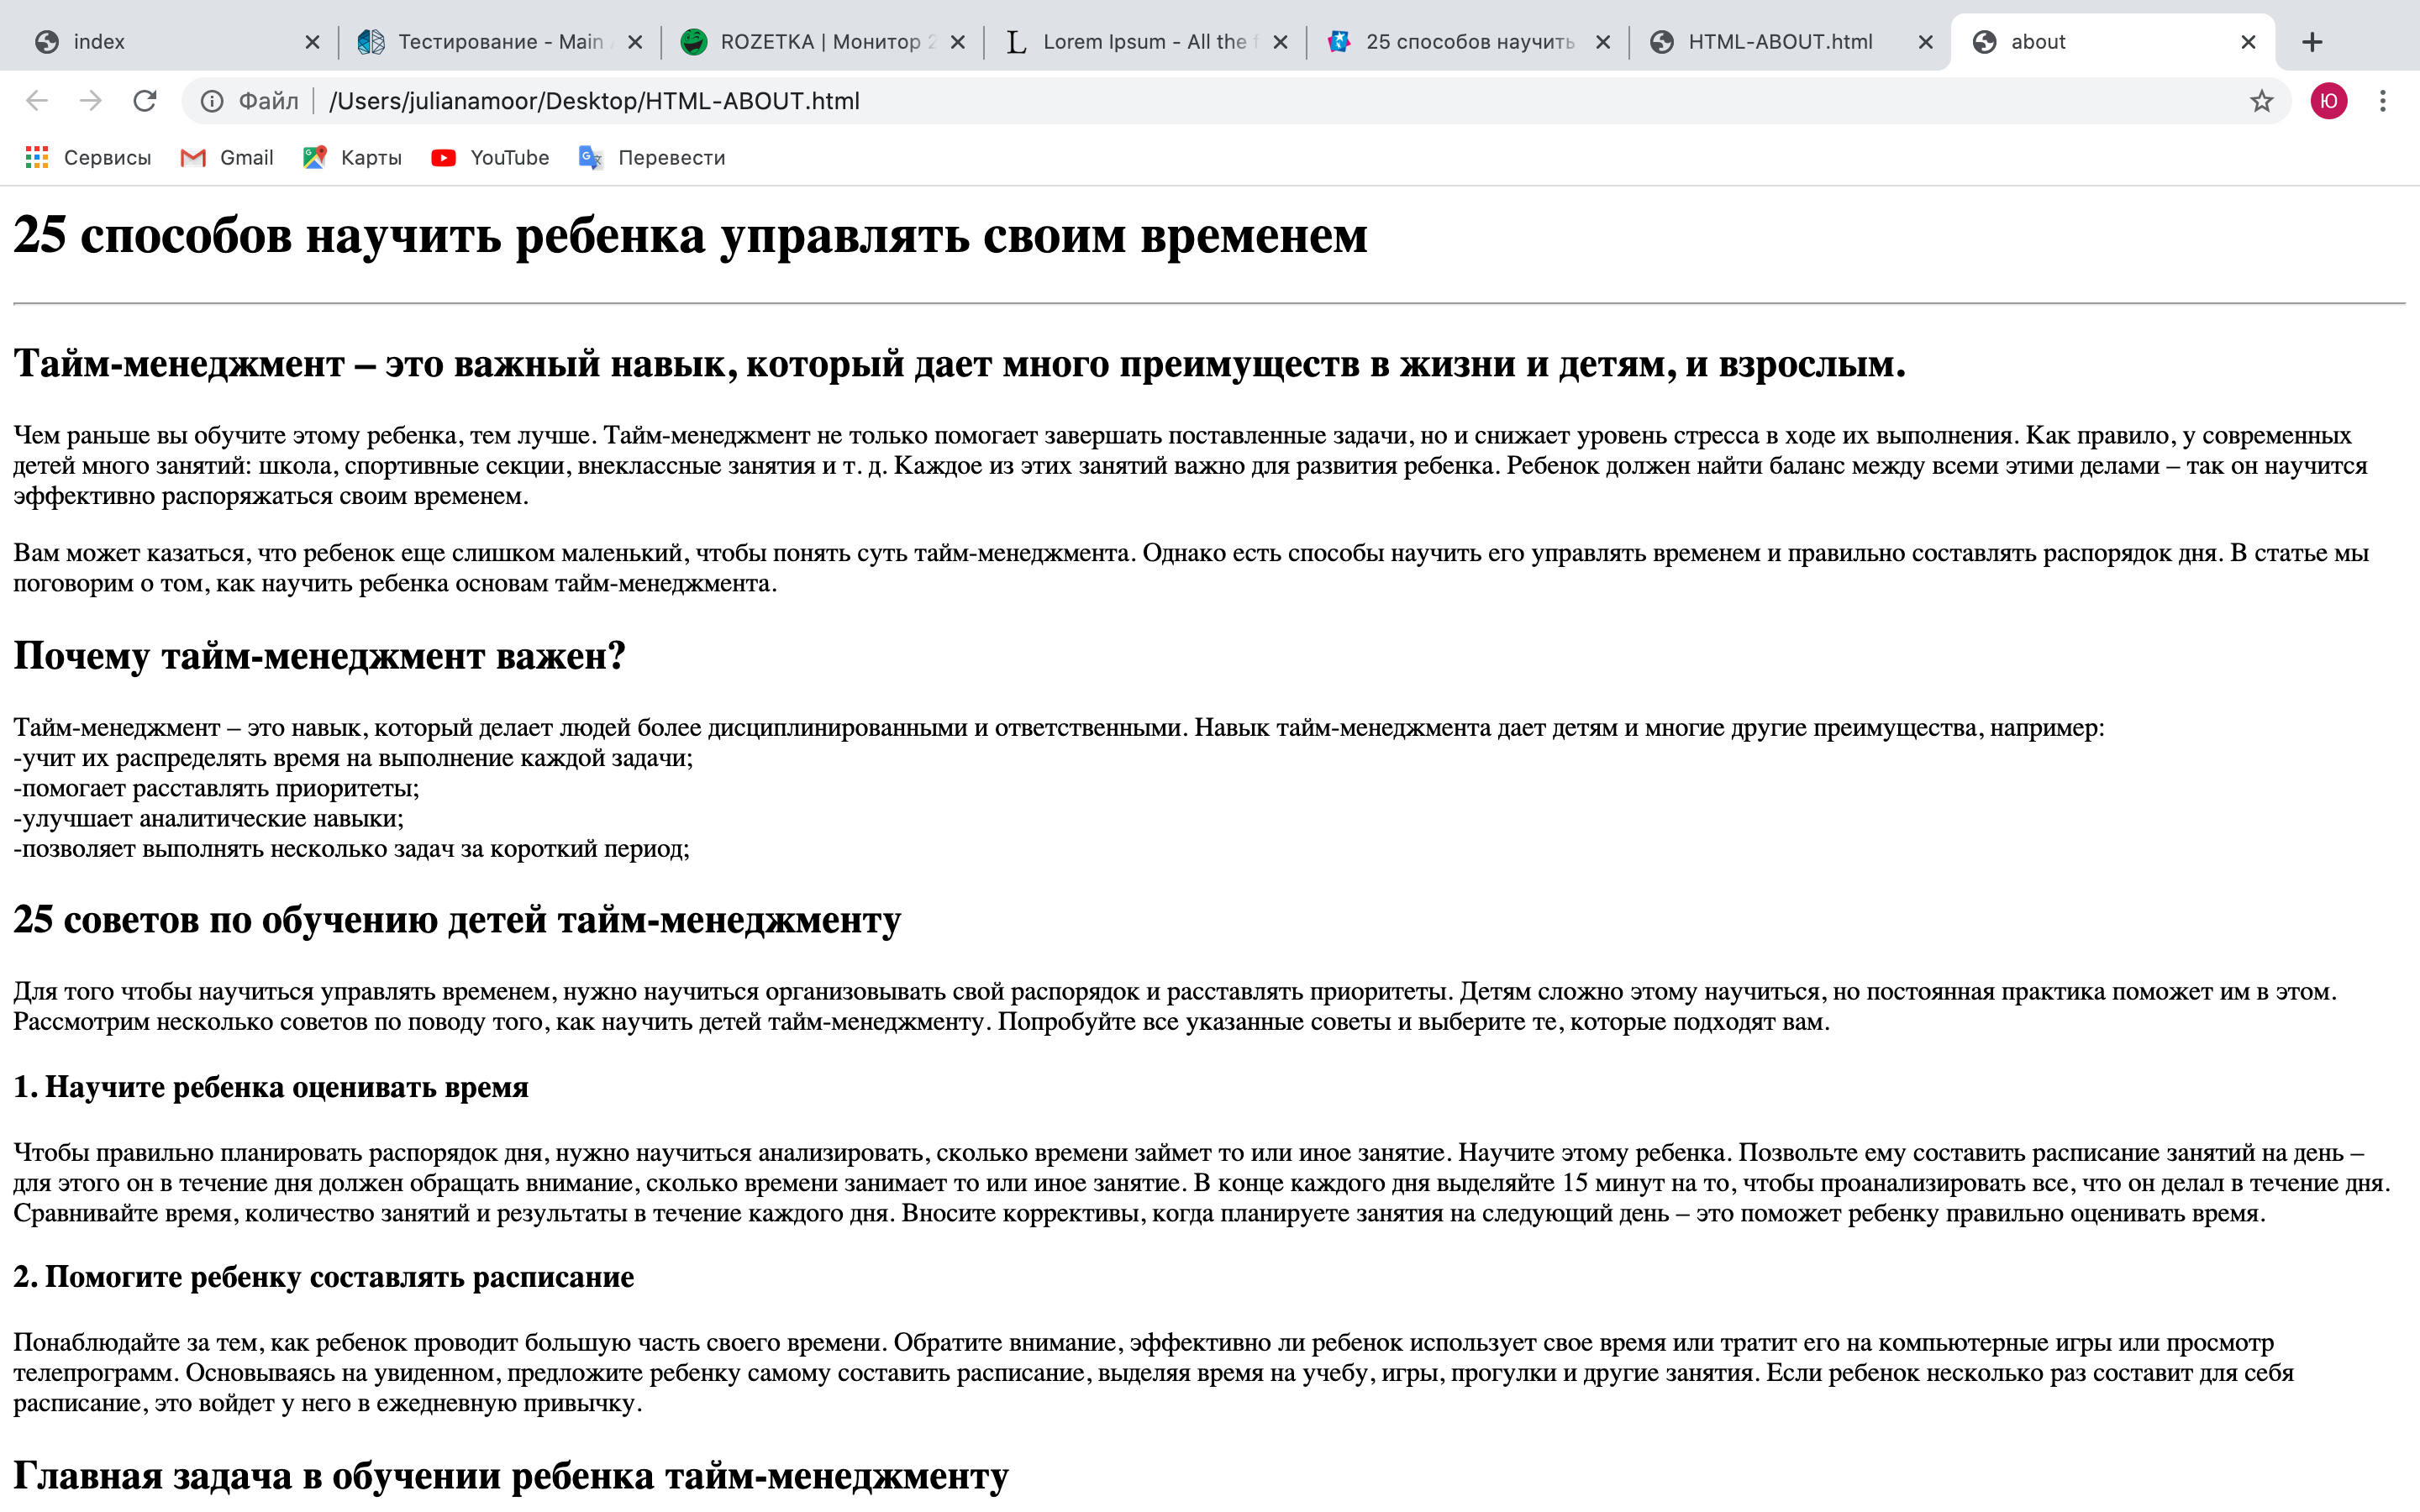 index
Тестирование - Main
ROZETKA | Монитор 2
Lorem Ipsum - All the f
25 способов научить
HTML-ABOUT.html
about
Файл
/Users/julianamoor/Desktop/HTML-ABOUT.html
Ю
Сервисы
Gmail
Карты
YouTube
Перевести
25 способов научить ребенка управлять своим временем
Тайм-менеджмент – это важный навык, который дает много преимуществ в жизни и детям, и взрослым.
Чем раньше вы обучите этому ребенка, тем лучше. Тайм-менеджмент не только помогает завершать поставленные задачи, но и снижает уровень стресса в ходе их выполнения. Как правило, у современных
детей много занятий: школа, спортивные секции, внеклассные занятия и т. д. Каждое из этих занятий важно для развития ребенка. Ребенок должен найти баланс между всеми этими делами – так он научится
эффективно распоряжаться своим временем.
Вам может казаться, что ребенок еще слишком маленький, чтобы понять суть тайм-менеджмента. Однако есть способы научить его управлять временем и правильно составлять распорядок дня. В статье мы
поговорим о том, как научить ребенка основам тайм-менеджмента.
Почему тайм-менеджмент важен?
Тайм-менеджмент – это навык, который делает людей более дисциплинированными и ответственными. Навык тайм-менеджмента дает детям и многие другие преимущества, например:
-учит их распределять время на выполнение каждой задачи;
-помогает расставлять приоритеты;
-улучшает аналитические навыки;
-позволяет выполнять несколько задач за короткий период;
25 советов по обучению детей тайм-менеджменту
Для того чтобы научиться управлять временем, нужно научиться организовывать свой распорядок и расставлять приоритеты. Детям сложно этому научиться, но постоянная практика поможет им в этом.
Рассмотрим несколько советов по поводу того, как научить детей тайм-менеджменту. Попробуйте все указанные советы и выберите те, которые подходят вам.
1. Научите ребенка оценивать время
Чтобы правильно планировать распорядок дня, нужно научиться анализировать, сколько времени займет то или иное занятие. Научите этому ребенка. Позвольте ему составить расписание занятий на день –
для этого он в течение дня должен обращать внимание, сколько времени занимает то или иное занятие. В конце каждого дня выделяйте 15 минут на то, чтобы проанализировать все, что он делал в течение дня.
Сравнивайте время, количество занятий и результаты в течение каждого дня. Вносите коррективы, когда планируете занятия на следующий день – это поможет ребенку правильно оценивать время.
2. Помогите ребенку составлять расписание
Понаблюдайте за тем, как ребенок проводит большую часть своего времени. Обратите внимание, эффективно ли ребенок использует свое время или тратит его на компьютерные игры или просмотр
телепрограмм. Основываясь на увиденном, предложите ребенку самому составить расписание, выделяя время на учебу, игры, прогулки и другие занятия. Если ребенок несколько раз составит для себя
расписание, это войдет у него в ежедневную привычку.
Главная задача в обучении ребенка тайм-менеджменту